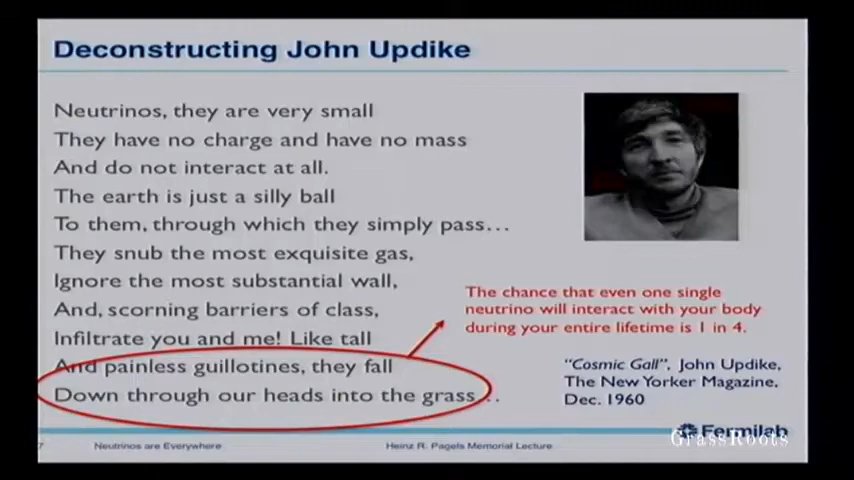 Deconstructing John Updike
Neutrinos, they are very small
They have no charge and have no mass
And do not interact at all.
The earth is just a silly ball
To them, through which they simply pass...
They snub the most exquisite gas,
Ignore the most substantial wall,
And, scorning barriers of class,
Infiltrate you and me! Like tall
And painless guillotines, they fall
Down through our heads into the grass...
The chance that even one single
neutrino will interact with your body
during your entire lifetime is 1 in 4.
"Cosmic Gall", John Updike,
The New Yorker Magazine,
Dec. 1960
Fermilab
GrassRoots
7
Neutrinos are Everywhere
Heinz R. Pagels Memorial Lecture